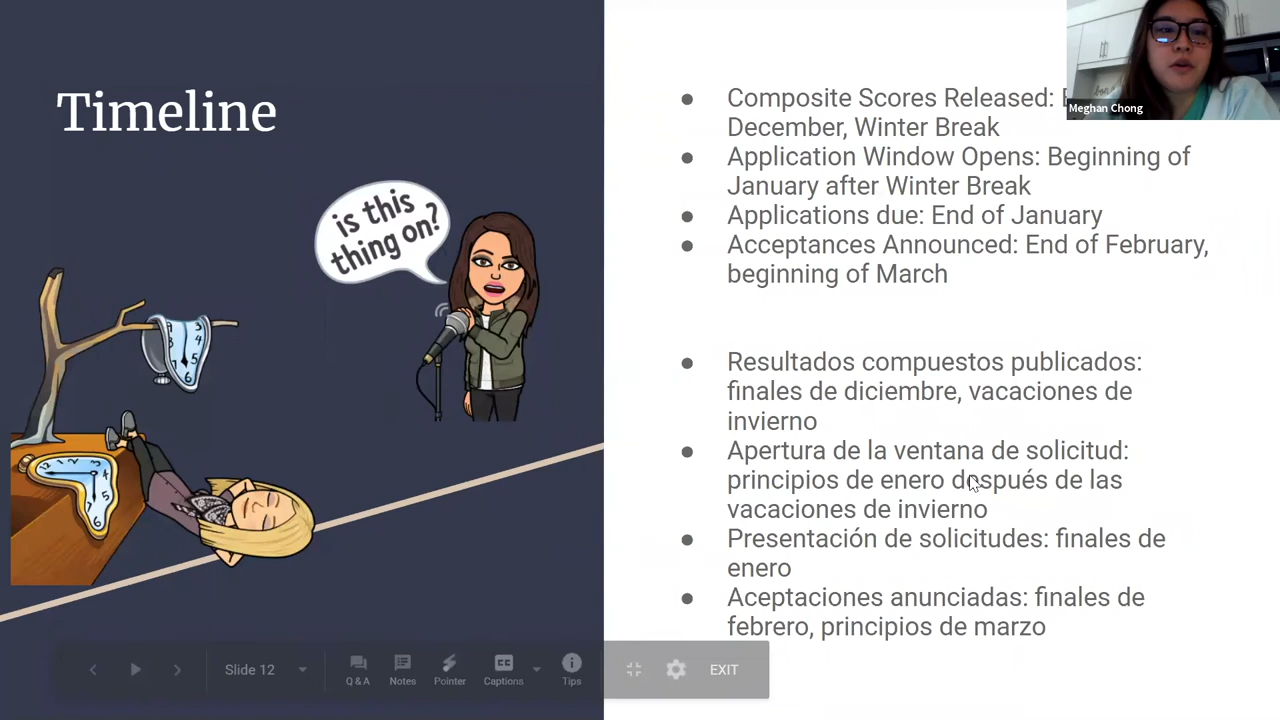 Timeline
is this
thing on?
Composite Scores Released:
December, Winter Break
Application Window Opens: Beginning of
January after Winter Break
Applications due: End of January
Acceptances Announced: End of February,
beginning of March
Resultados compuestos publicados:
finales de diciembre, vacaciones de
invierno
Apertura de la ventana de solicitud:
principios de enero después de las
vacaciones de invierno
Presentación de solicitudes: finales de
enero
Aceptaciones anunciadas: finales de
febrero, principios de marzo
Meghan Chong
Slide 12
Q & A
Notes
Pointer
CC
Captions
Tips
EXIT